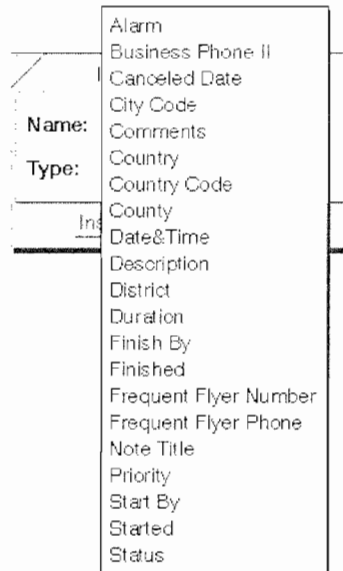 Alarm
Business Phone II
Canceled Date
City Code
Name:
Comments
Country
Type:
Country Code
County
Ins
Date&Time
Description
District
Duration
Finish By
Finished
Frequent Flyer Number
Frequent Flyer Phone
Note Title
Priority
Start By
Started
Status